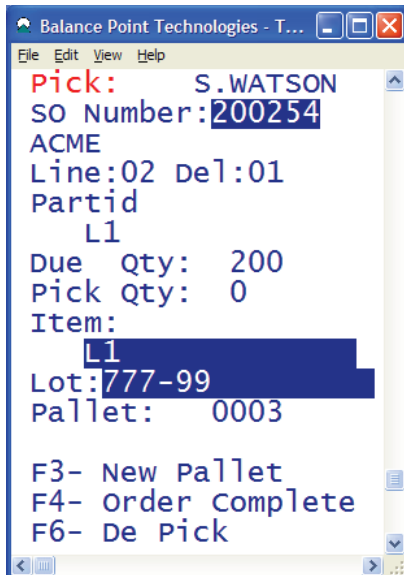 Balance Point Technologies - T...
File Edit View Help
Pick: S.WATSON
SO Number:200254
ACME
Line:02 Del:01
Partid
L1
Due Qty: 200
Pick Qty: 0
Item:
L1
Lot:777-99
Pallet: 0003
F3- New Pallet
F4- Order Complete
F6- De Pick